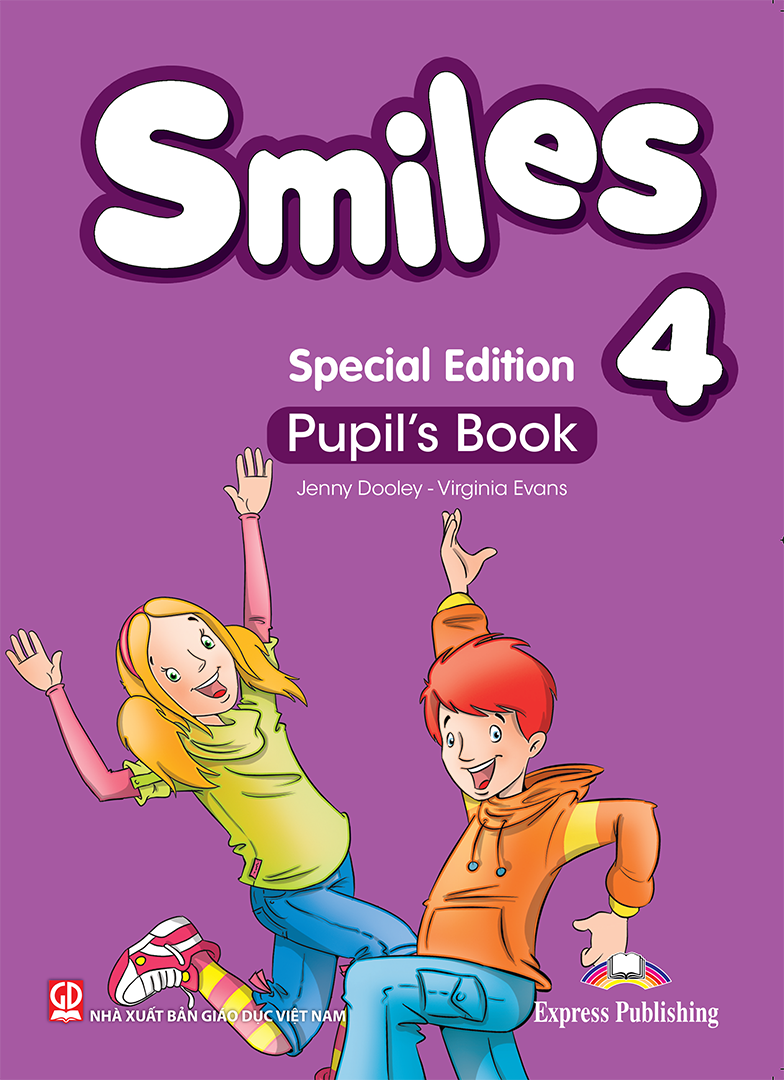 Smiles
4
Special Edition
Pupil's Book
Jenny Dooley - Virginia Evans
GD
NHÀ XUẤT BẢN GIÁO DỤC VIỆT NAM
Express Publishing